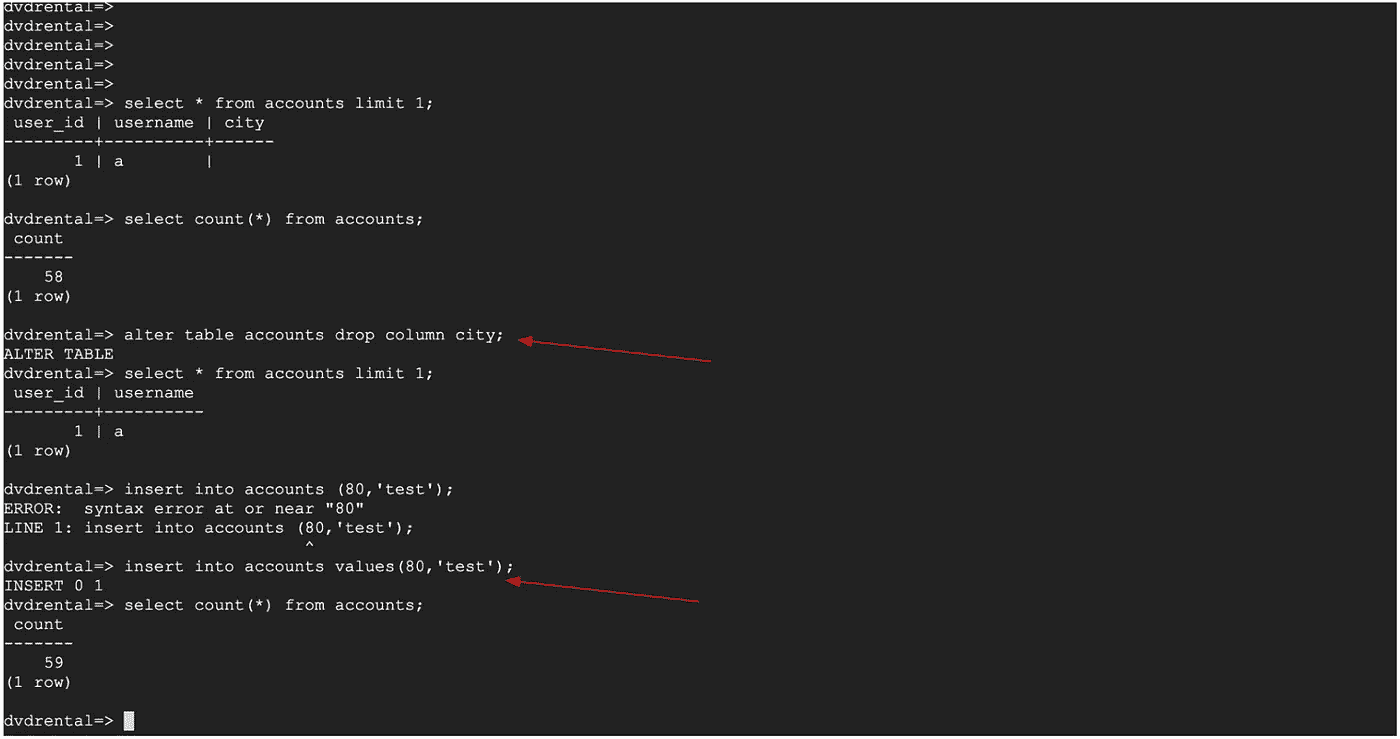 dvdrental=>
dvdrental=>
dvdrental=>
dvdrental=>
dvdrental=>
dvdrental=> select * from accounts limit 1;
 user_id | username | city
---------+----------+------
       1 | a        |
(1 row)

dvdrental=> select count(*) from accounts;
 count
-------
    58
(1 row)

dvdrental=> alter table accounts drop column city;
ALTER TABLE
dvdrental=> select * from accounts limit 1;
 user_id | username
---------+----------
       1 | a
(1 row)

dvdrental=> insert into accounts (80,'test');
ERROR:  syntax error at or near "80"
LINE 1: insert into accounts (80,'test');
                              ^
dvdrental=> insert into accounts values(80,'test');
INSERT 0 1
dvdrental=> select count(*) from accounts;
 count
-------
    59
(1 row)

dvdrental=>